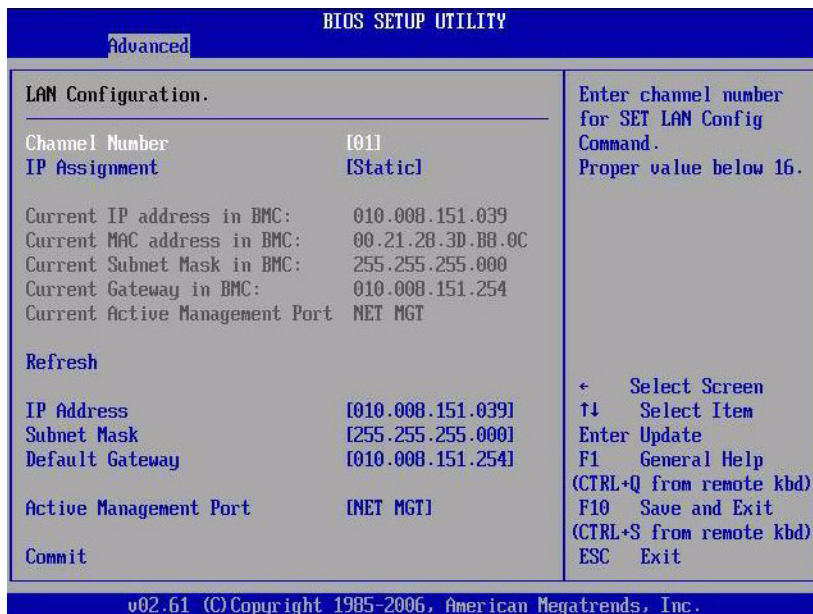 BIOS SETUP UTILITY
Advanced
LAN Configuration.
Channel Number [01]
IP Assignment [Static]
Current IP address in BMC: 010.008.151.039
Current MAC address in BMC: 00.21.28.3D.B8.0C
Current Subnet Mask in BMC: 255.255.255.000
Current Gateway in BMC: 010.008.151.254
Current Active Management Port NET MGT
Refresh
IP Address [010.008.151.039]
Subnet Mask [255.255.255.000]
Default Gateway [010.008.151.254]
Active Management Port [NET MGT]
Commit
Enter channel number
for SET LAN Config
Command.
Proper value below 16.
← Select Screen
↑↓ Select Item
Enter Update
F1 General Help
(CTRL+Q from remote kbd)
F10 Save and Exit
(CTRL+S from remote kbd)
ESC Exit
v02.61 (C)Copyright 1985-2006, American Megatrends, Inc.